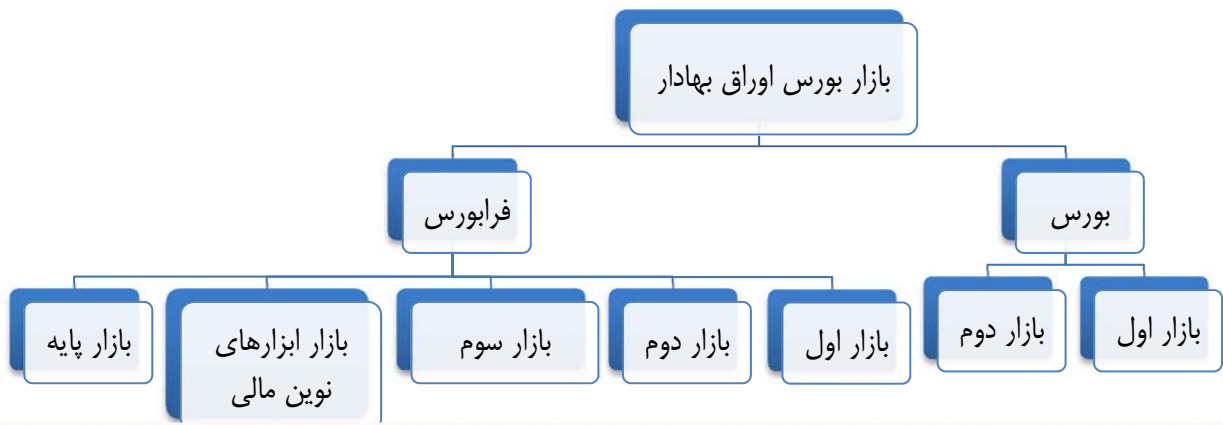 بازار بورس اوراق بهادار
بورس
فرابورس
بازار اول
بازار دوم
بازار اول
بازار دوم
بازار سوم
بازار ابزارهای
نوین مالی
بازار پایه